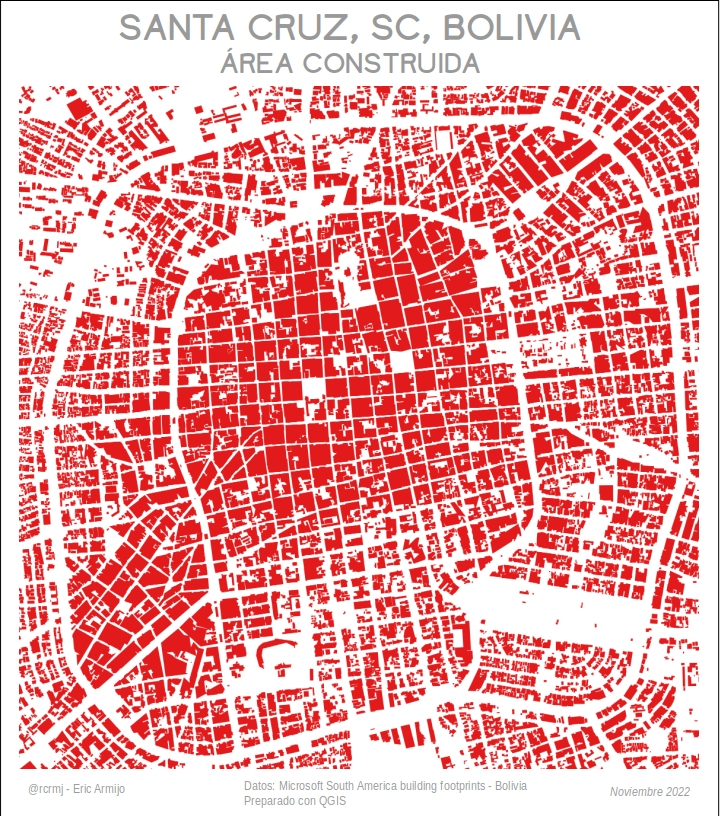 SANTA CRUZ, SC, BOLIVIA
ÁREA CONSTRUIDA
@rcrmj - Eric Armijo
Datos: Microsoft South America building footprints - Bolivia
Preparado con QGIS
Noviembre 2022